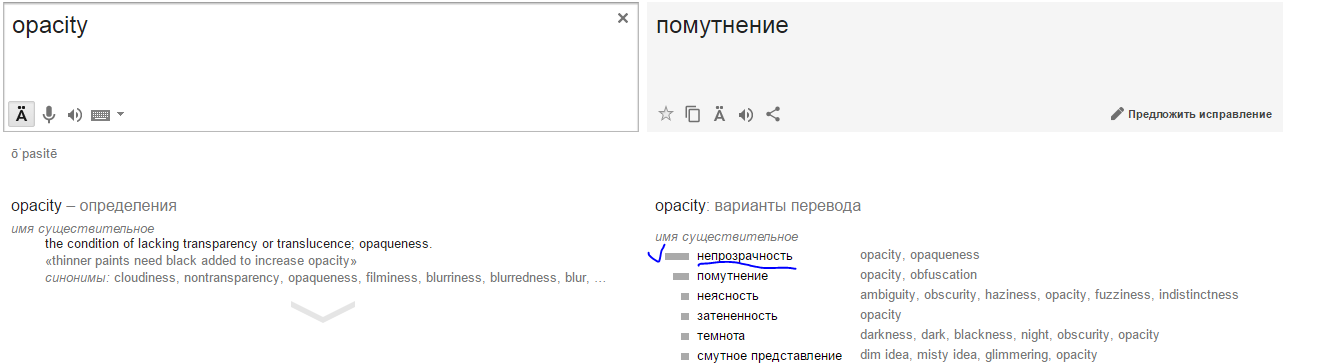 opacity
помутнение
Ä
Ä
Предложить исправление
ō'pasitē
opacity – определения
имя существительное
the condition of lacking transparency or translucence; opaqueness.
«thinner paints need black added to increase opacity»
синонимы: cloudiness, nontransparency, opaqueness, filminess, blurriness, blurredness, blur, ...
opacity: варианты перевода
имя существительное
непрозрачность opacity, opaqueness
помутнение opacity, obfuscation
неясность ambiguity, obscurity, haziness, opacity, fuzziness, indistinctness
затененность opacity
темнота darkness, dark, blackness, night, obscurity, opacity
смутное представление dim idea, misty idea, glimmering, opacity